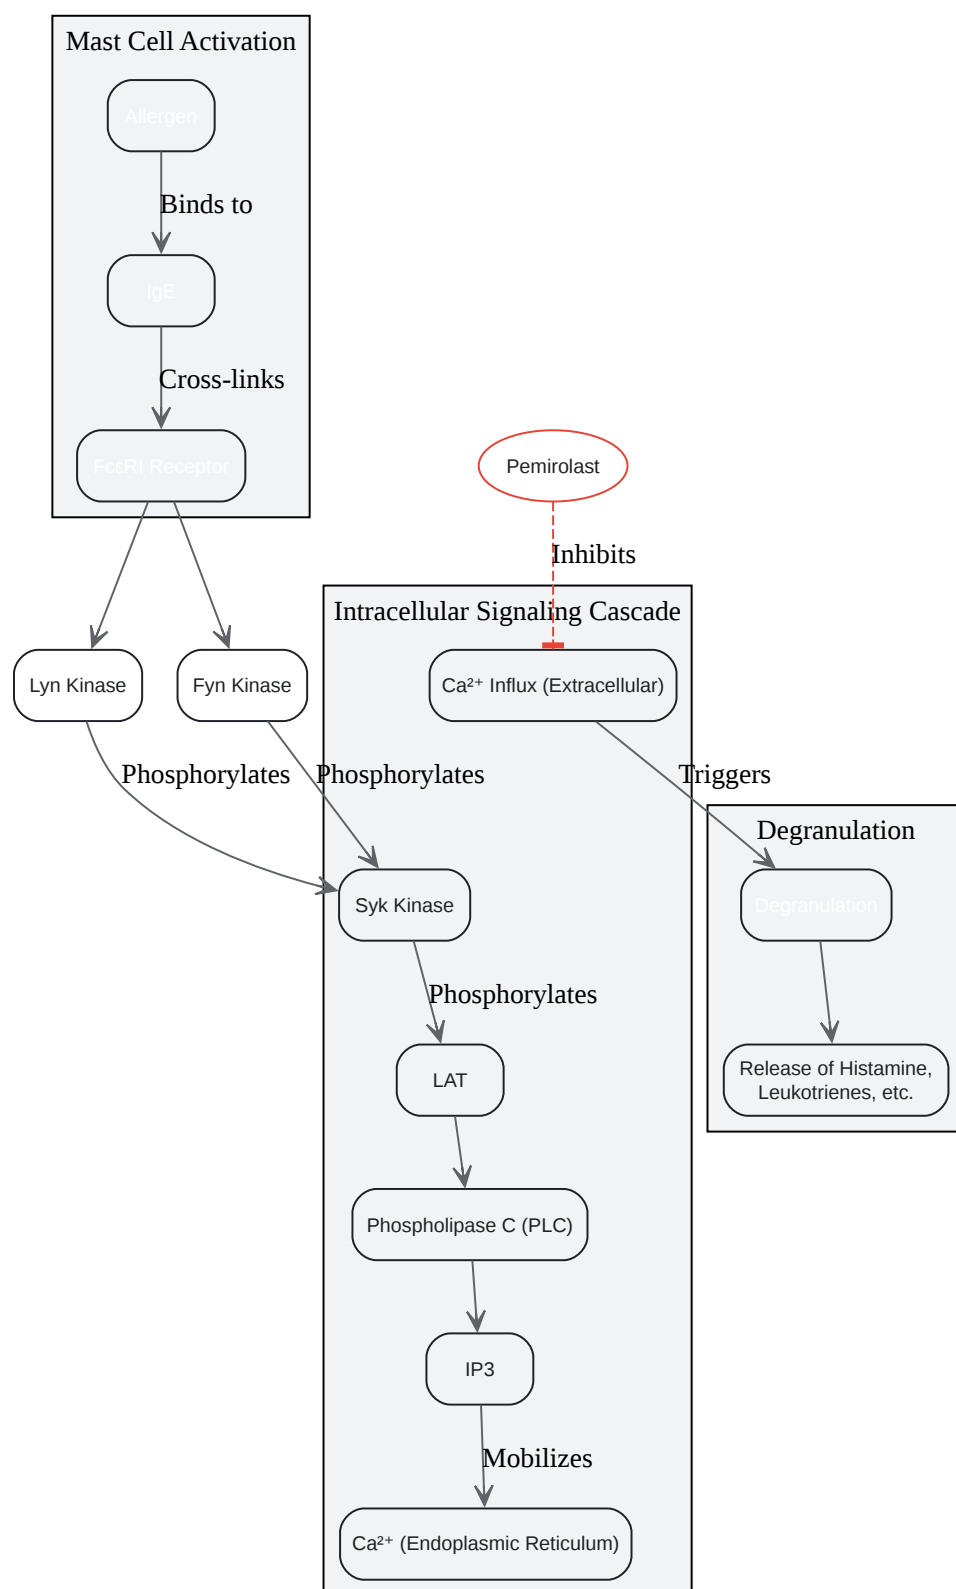 Mast Cell Activation
Allergen
Binds to
IgE
Cross-links
FcεRI Receptor
Pemirolast
Inhibits
Intracellular Signaling Cascade
Lyn Kinase
Fyn Kinase
Ca²⁺ Influx (Extracellular)
Phosphorylates
Phosphorylates
Triggers
Degranulation
Syk Kinase
Degranulation
Phosphorylates
LAT
Release of Histamine,
Leukotrienes, etc.
Phospholipase C (PLC)
IP3
Mobilizes
Ca²⁺ (Endoplasmic Reticulum)